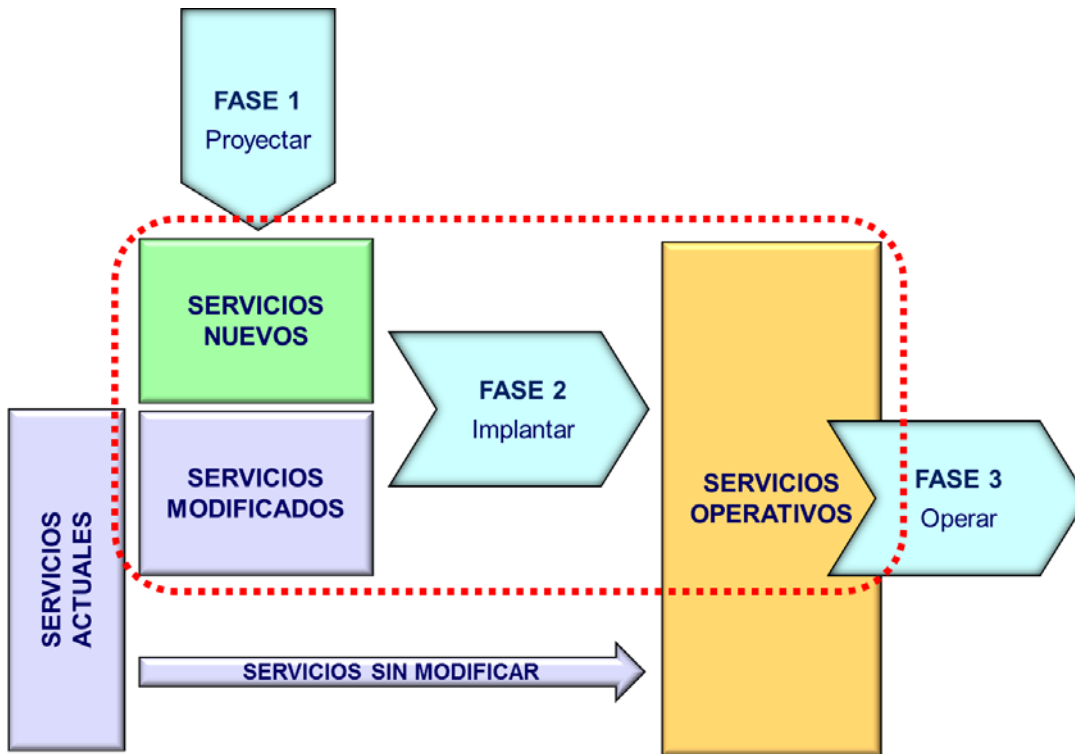 FASE 1
Proyectar
SERVICIOS
NUEVOS
FASE 2
Implantar
SERVICIOS
MODIFICADOS
SERVICIOS
OPERATIVOS
FASE 3
Operar
SERVICIOS
ACTUALES
SERVICIOS SIN MODIFICAR